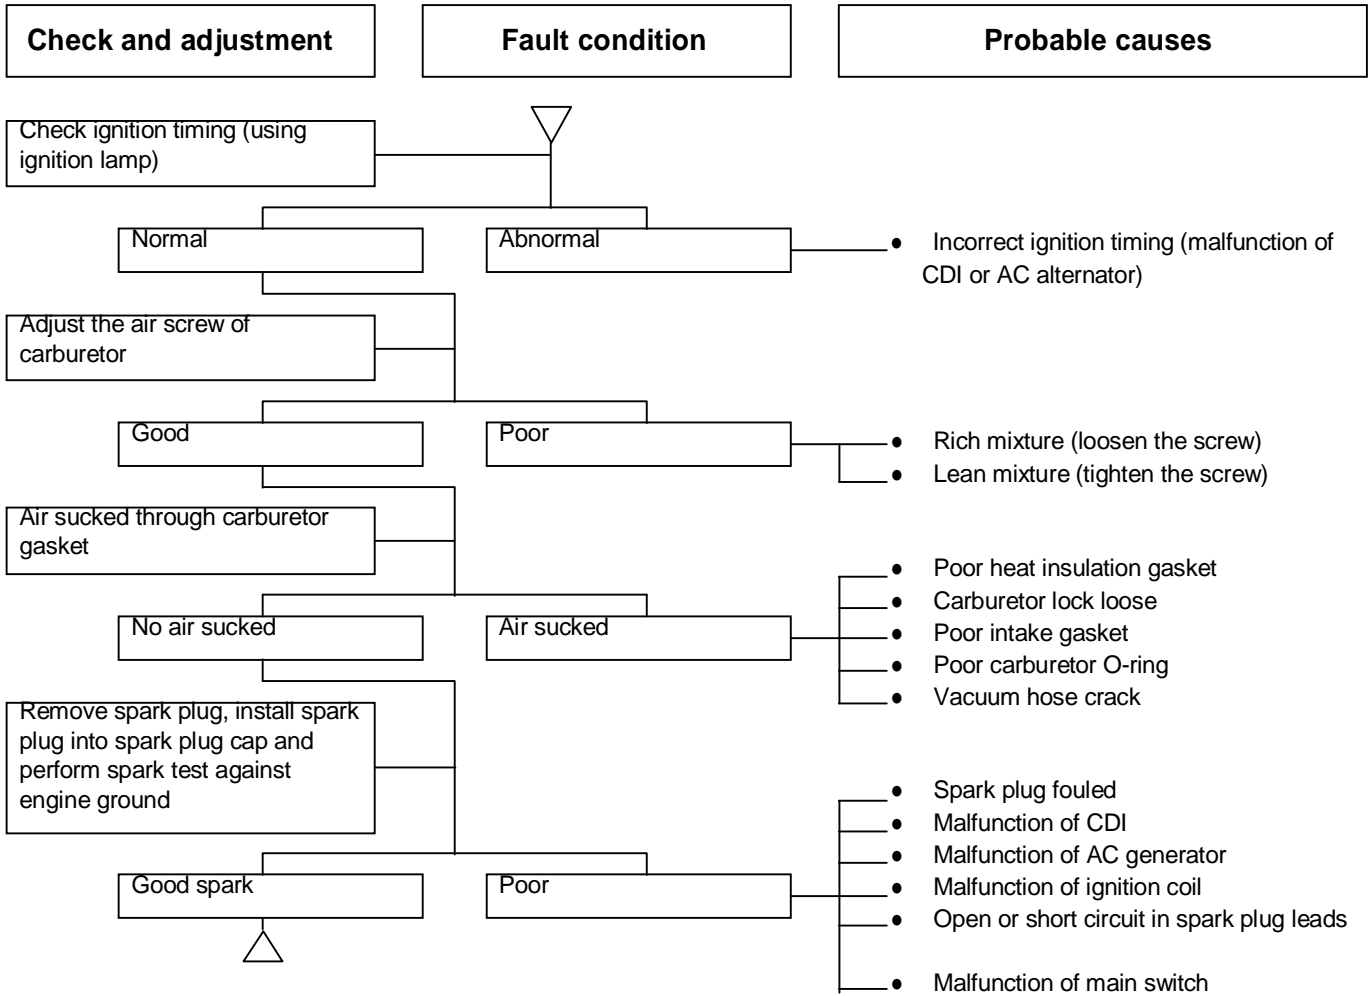 Check and adjustment
Fault condition
Probable causes
Check ignition timing (using
ignition lamp)
Normal
Abnormal
• Incorrect ignition timing (malfunction of
CDI or AC alternator)
Adjust the air screw of
carburetor
Good
Poor
• Rich mixture (loosen the screw)
• Lean mixture (tighten the screw)
Air sucked through carburetor
gasket
No air sucked
Air sucked
• Poor heat insulation gasket
• Carburetor lock loose
• Poor intake gasket
• Poor carburetor O-ring
• Vacuum hose crack
Remove spark plug, install spark
plug into spark plug cap and
perform spark test against
engine ground
Good spark
Poor
• Spark plug fouled
• Malfunction of CDI
• Malfunction of AC generator
• Malfunction of ignition coil
• Open or short circuit in spark plug leads
• Malfunction of main switch